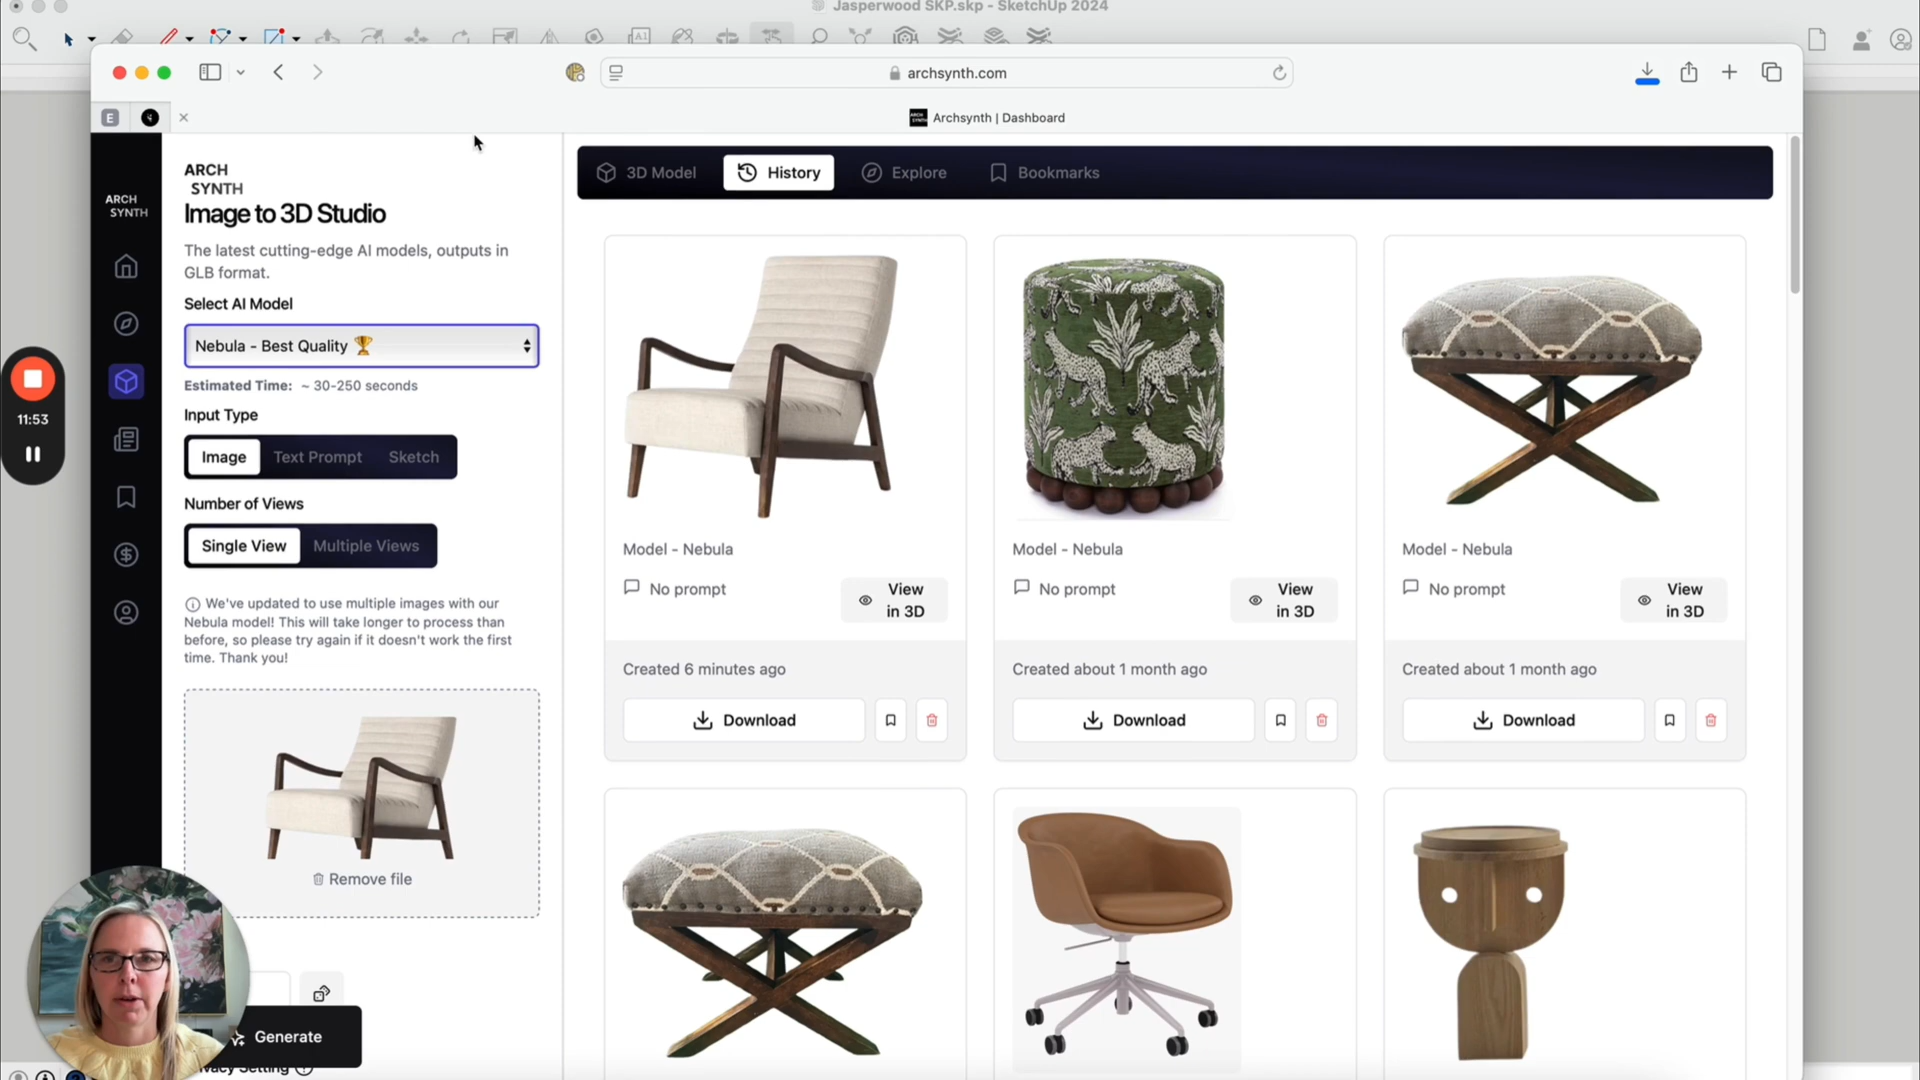 Jasperwood SKP.skp - SketchUp 2024
archsynth.com
E
Archsynth | Dashboard
ARCH
SYNTH
ARCH
SYNTH
Image to 3D Studio
The latest cutting-edge AI models, outputs in
GLB format.
Select AI Model
Nebula - Best Quality 🏆
Estimated Time: ~ 30-250 seconds
Input Type
Image Text Prompt Sketch
Number of Views
Single View Multiple Views
We've updated to use multiple images with our
Nebula model! This will take longer to process than
before, so please try again if it doesn't work the first
time. Thank you!
Remove file
Generate
11:53
3D Model History Explore Bookmarks
Model - Nebula
No prompt
View
in 3D
Created 6 minutes ago
Download
Model - Nebula
No prompt
View
in 3D
Created about 1 month ago
Download
Model - Nebula
No prompt
View
in 3D
Created about 1 month ago
Download